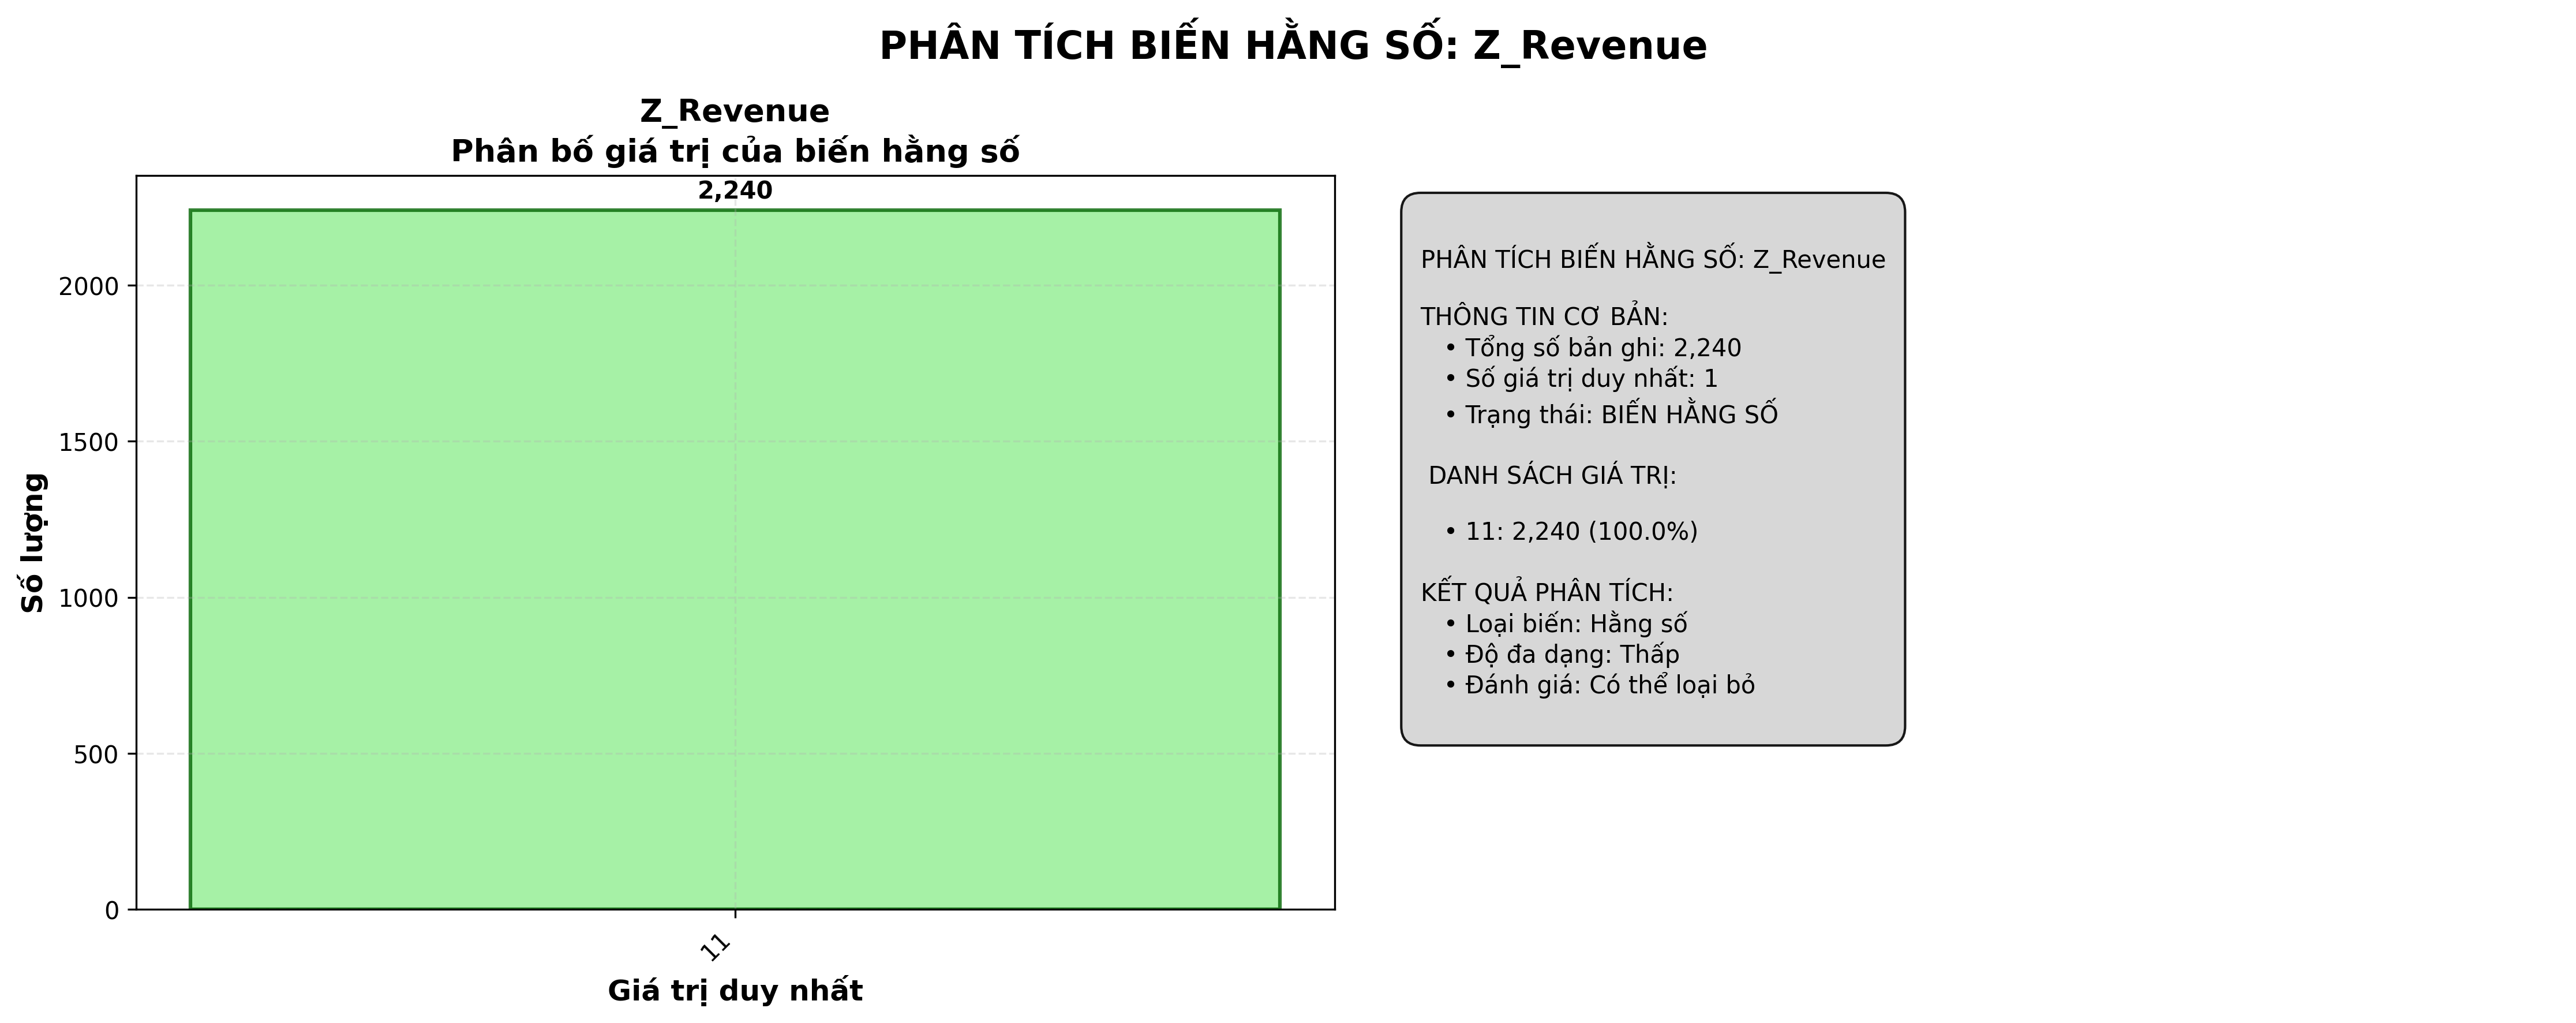 PHÂN TÍCH BIẾN HẰNG SỐ: Z_Revenue
Z_Revenue
Phân bố giá trị của biến hằng số
2,240
2000
1500
1000
500
0
Số lượng
11
Giá trị duy nhất
PHÂN TÍCH BIẾN HẰNG SỐ: Z_Revenue
THÔNG TIN CƠ BẢN:
• Tổng số bản ghi: 2,240
• Số giá trị duy nhất: 1
• Trạng thái: BIẾN HẰNG SỐ
DANH SÁCH GIÁ TRỊ:
• 11: 2,240 (100.0%)
KẾT QUẢ PHÂN TÍCH:
• Loại biến: Hằng số
• Độ đa dạng: Thấp
• Đánh giá: Có thể loại bỏ